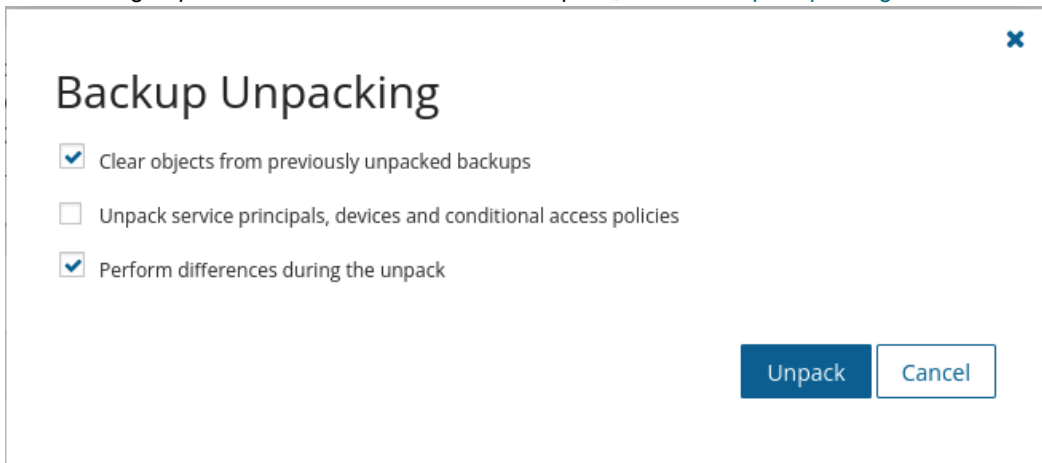 Backup Unpacking
Clear objects from previously unpacked backups
Unpack service principals, devices and conditional access policies
Perform differences during the unpack
Unpack Cancel